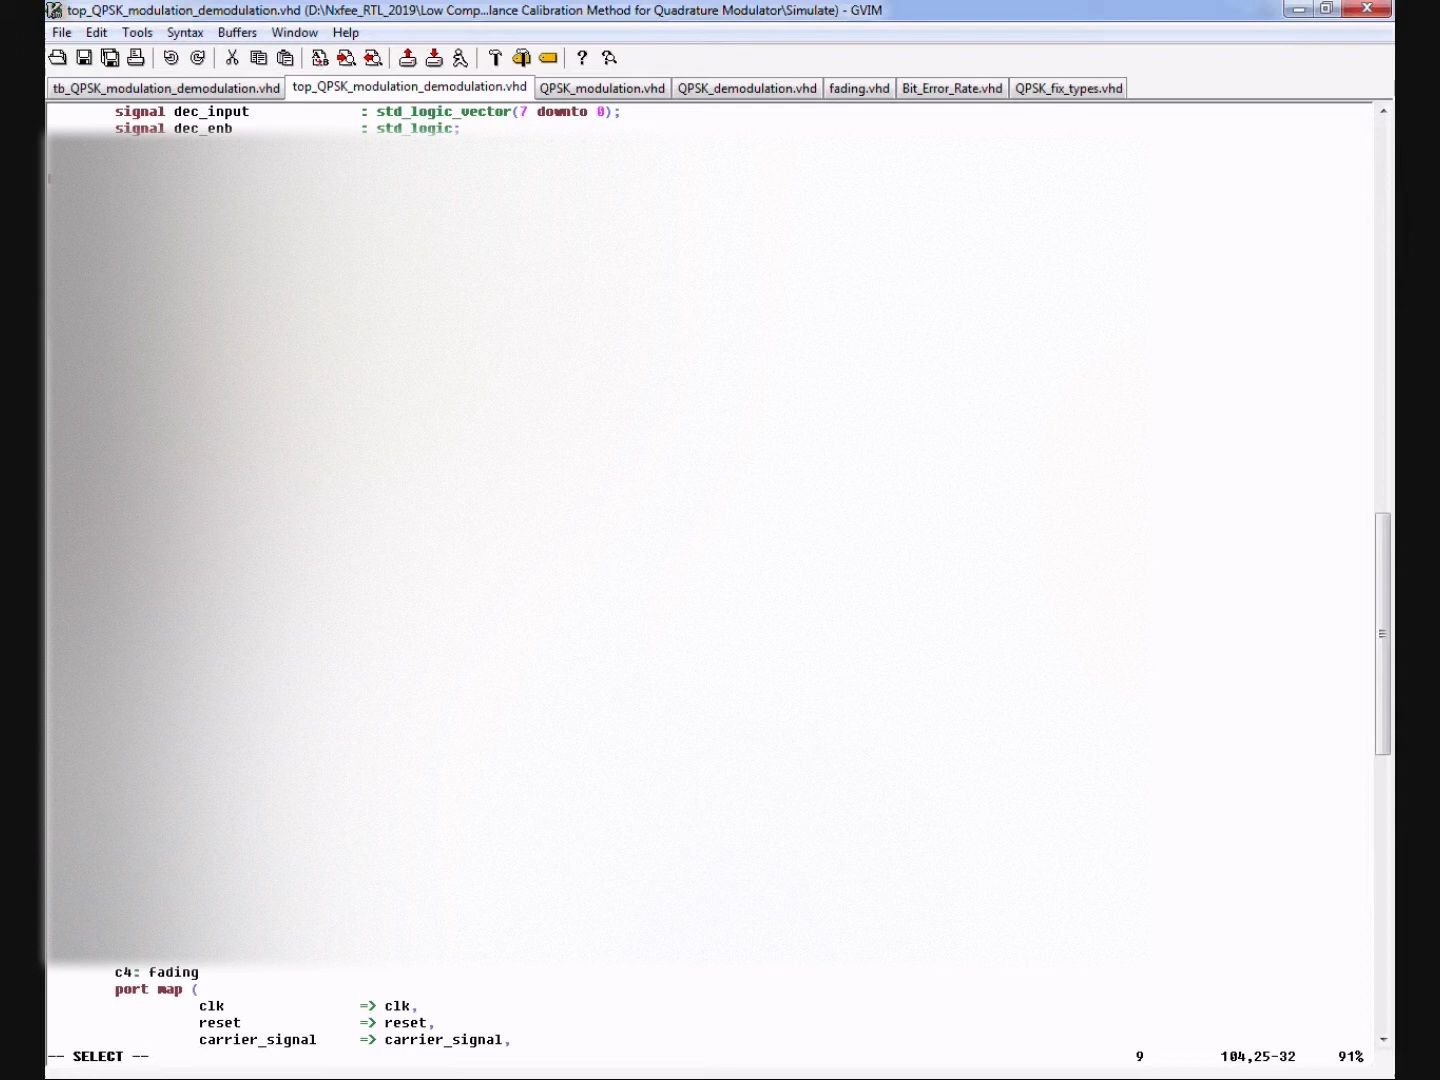 top_QPSK_modulation_demodulation.vhd (D:\Nxfee_RTL_2019\Low Comp...lance Calibration Method for Quadrature Modulator\Simulate) - GVIM
File Edit Tools Syntax Buffers Window Help
tb_QPSK_modulation_demodulation.vhd top_QPSK_modulation_demodulation.vhd QPSK_modulation.vhd QPSK_demodulation.vhd fading.vhd Bit_Error_Rate.vhd QPSK_fix_types.vhd
signal dec_input : std_logic_vector(7 downto 0);
signal dec_enb : std_logic;
c4: fading
port map (
clk => clk,
reset => reset,
carrier_signal => carrier_signal,
-- SELECT -- 9 104,25-32 91%